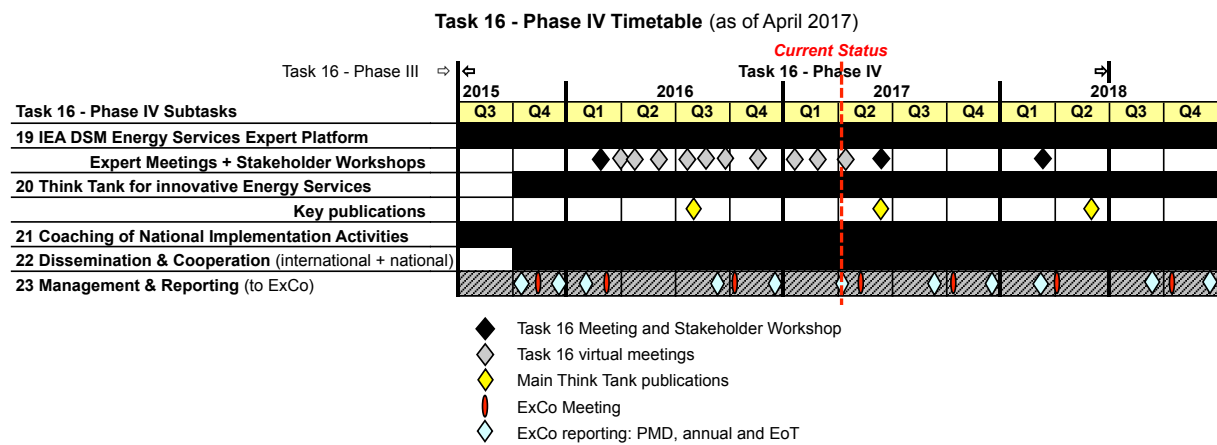 Task 16 - Phase IV Timetable (as of April 2017)
Current Status
Task 16 - Phase III ⇨ ⇦ Task 16 - Phase IV ⇨
2015 2016 2017 2018
Task 16 - Phase IV Subtasks Q3 Q4 Q1 Q2 Q3 Q4 Q1 Q2 Q3 Q4 Q1 Q2 Q3 Q4
19 IEA DSM Energy Services Expert Platform
Expert Meetings + Stakeholder Workshops
20 Think Tank for innovative Energy Services
Key publications
21 Coaching of National Implementation Activities
22 Dissemination & Cooperation (international + national)
23 Management & Reporting (to ExCo)
Task 16 Meeting and Stakeholder Workshop
Task 16 virtual meetings
Main Think Tank publications
ExCo Meeting
ExCo reporting: PMD, annual and EoT